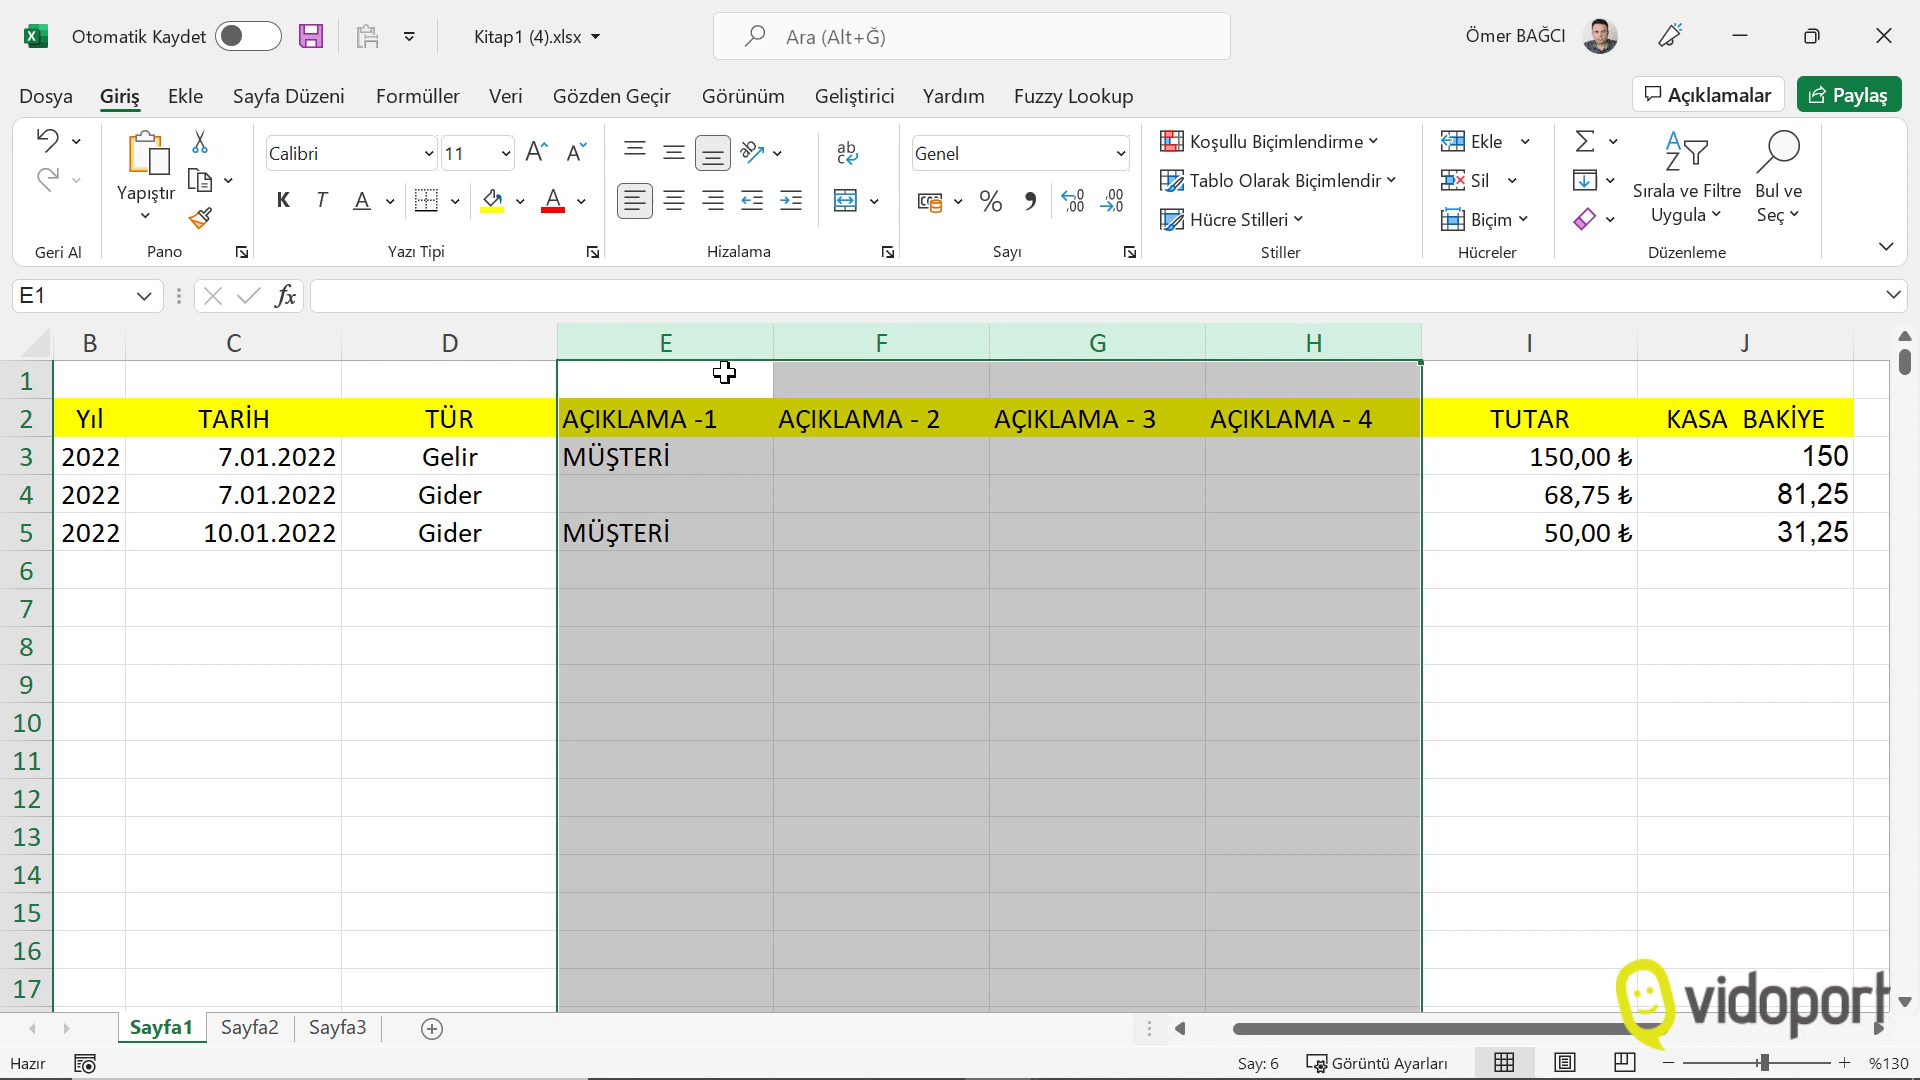 Otomatik Kaydet
Kitap1 (4).xlsx
Ara (Alt+Ğ)
Ömer BAĞCI
Dosya Giriş Ekle Sayfa Düzeni Formüller Veri Gözden Geçir Görünüm Geliştirici Yardım Fuzzy Lookup
Açıklamalar
Paylaş
Yapıştır
Calibri
11
K T A
A
ab
Genel
%
Koşullu Biçimlendirme
Tablo Olarak Biçimlendir
Hücre Stilleri
Ekle
Sil
Biçim
Sırala ve Filtre Uygula
Bul ve Seç
Geri Al Pano Yazı Tipi Hizalama Sayı Stiller Hücreler Düzenleme
E1
fx
B C D E F G H I J
1
2 Yıl TARİH TÜR AÇIKLAMA -1 AÇIKLAMA - 2 AÇIKLAMA - 3 AÇIKLAMA - 4 TUTAR KASA BAKİYE
3 2022 7.01.2022 Gelir MÜŞTERİ 150,00 ₺ 150
4 2022 7.01.2022 Gider 68,75 ₺ 81,25
5 2022 10.01.2022 Gider MÜŞTERİ 50,00 ₺ 31,25
6
7
8
9
10
11
12
13
14
15
16
17
vidoport
Sayfa1 Sayfa2 Sayfa3
Hazır
Say: 6
Görüntü Ayarları
%130